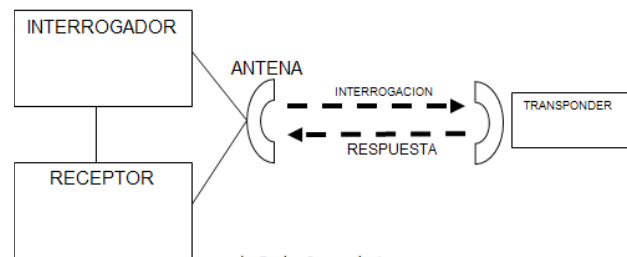 INTERROGADOR
ANTENA
INTERROGACION
TRANSPONDER
RESPUESTA
RECEPTOR